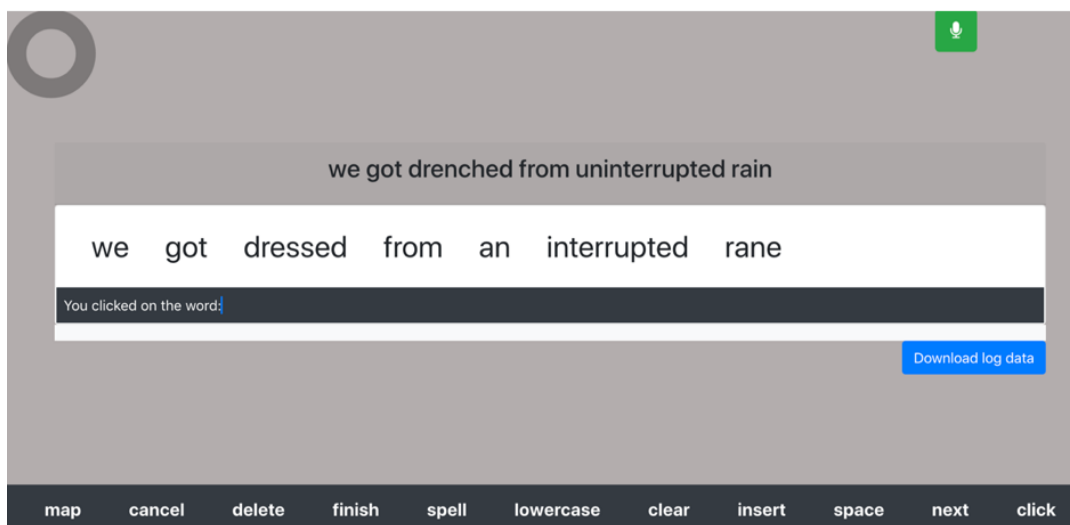 we got drenched from uninterrupted rain
we got dressed from an interrupted rane
You clicked on the word:
Download log data
map cancel delete finish spell lowercase clear insert space next click